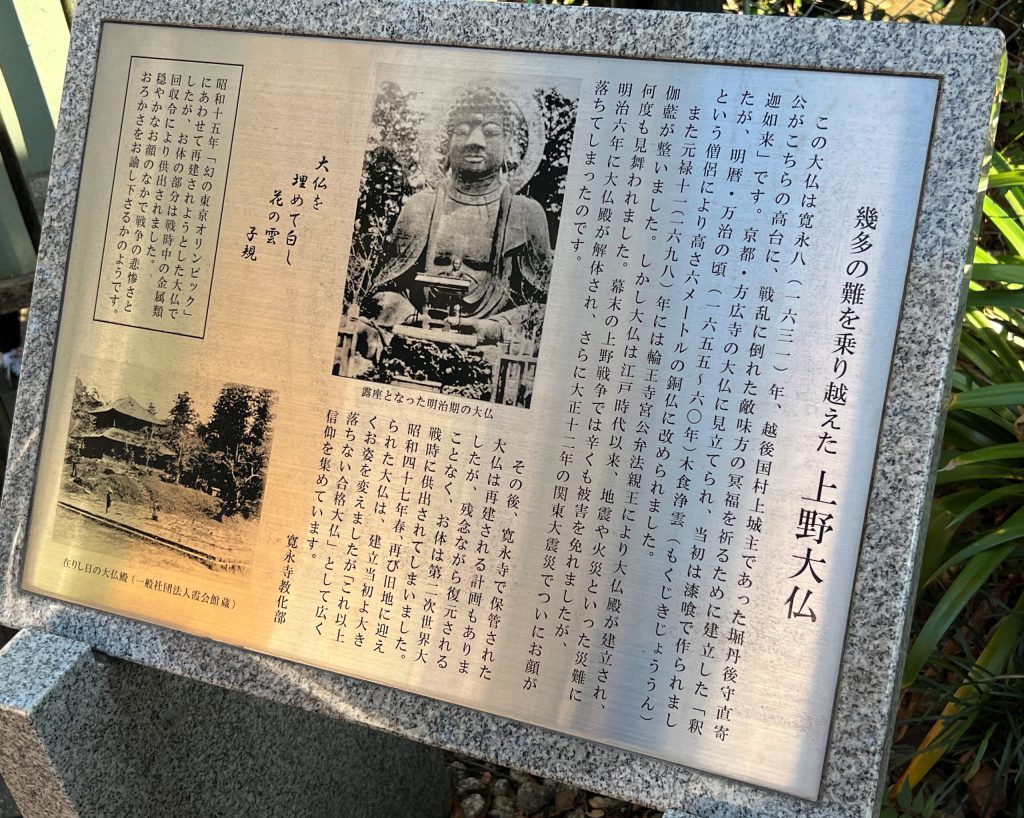 幾多の難を乗り越えた 上野大仏
この大仏は寛永八（一六三一）年、越後国村上城主であった堀丹後守直寄
公がこちらの高台に、戦乱に倒れた敵味方の冥福を祈るために建立した「釈
迦如来」です。京都・方広寺の大仏に見立てられ、当初は漆喰で作られまし
たが、明暦・万治の頃（一六五五～六〇年）木食浄雲（もくじきじょううん）
という僧侶により高さ六メートルの銅仏に改められました。
また元禄十一（一六九八）年には輪王寺宮公弁法親王により大仏殿が建立され、
伽藍が整いました。しかし大仏は江戸時代以来、地震や火災といった災難に
何度も見舞われました。幕末の上野戦争では辛くも被害を免れましたが、
明治六年に大仏殿が解体され、さらに大正十二年の関東大震災でついにお顔が
落ちてしまったのです。
露座となった明治期の大仏
その後、寛永寺で保管された
大仏は再建される計画もありま
したが、残念ながら復元される
ことなく、お体は第二次世界大
戦時に供出されてしまいました。
昭和四十七年春、再び旧地に迎え
られた大仏は、建立当初より大き
くお姿を変えましたが「これ以上
落ちない合格大仏」として広く
信仰を集めています。
寛永寺教化部
大仏を
埋めて白し
花の雲
子規
昭和十五年「幻の東京オリンピック」
にあわせて再建されようとした大仏で
したが、お体の部分は戦時中の金属類
回収令により供出されました。
穏やかなお顔のなかで戦争の悲惨さと
おろかさをお諭し下さるかのようです。
在りし日の大仏殿（一般社団法人霞会館蔵）